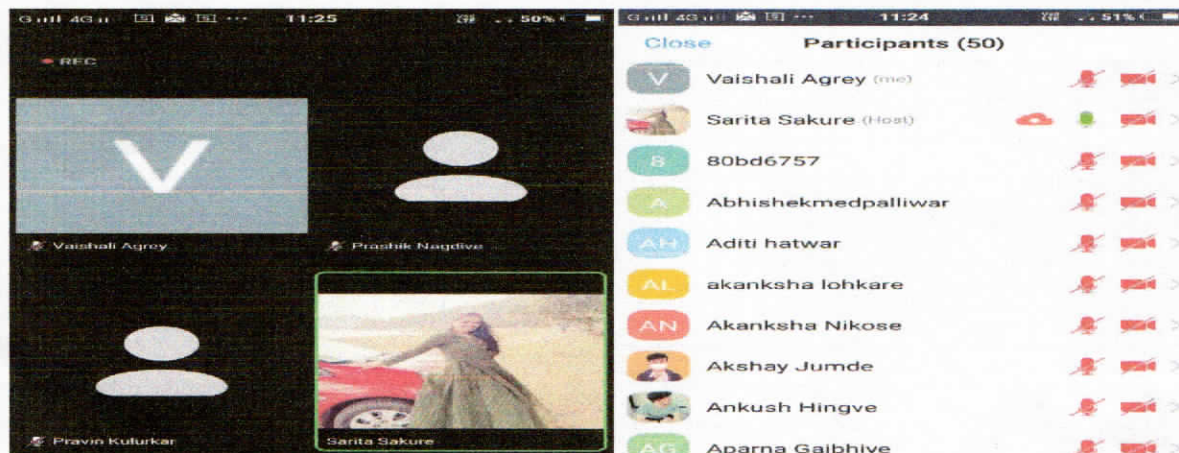 11:25
50%
REC
V
Vaishali Agrey
Prashik Nagdive
Pravin Kuturkar
Sarita Sakure
4G
11:24
51%
Close
Participants (50)
V
Vaishali Agrey (me)
Sarita Sakure (Host)
8
80bd6757
A
Abhishekmedpalliwar
AH
Aditi hatwar
AL
akanksha lohkare
AN
Akanksha Nikose
Akshay Jumde
Ankush Hingve
AG
Aparna Gaibhive